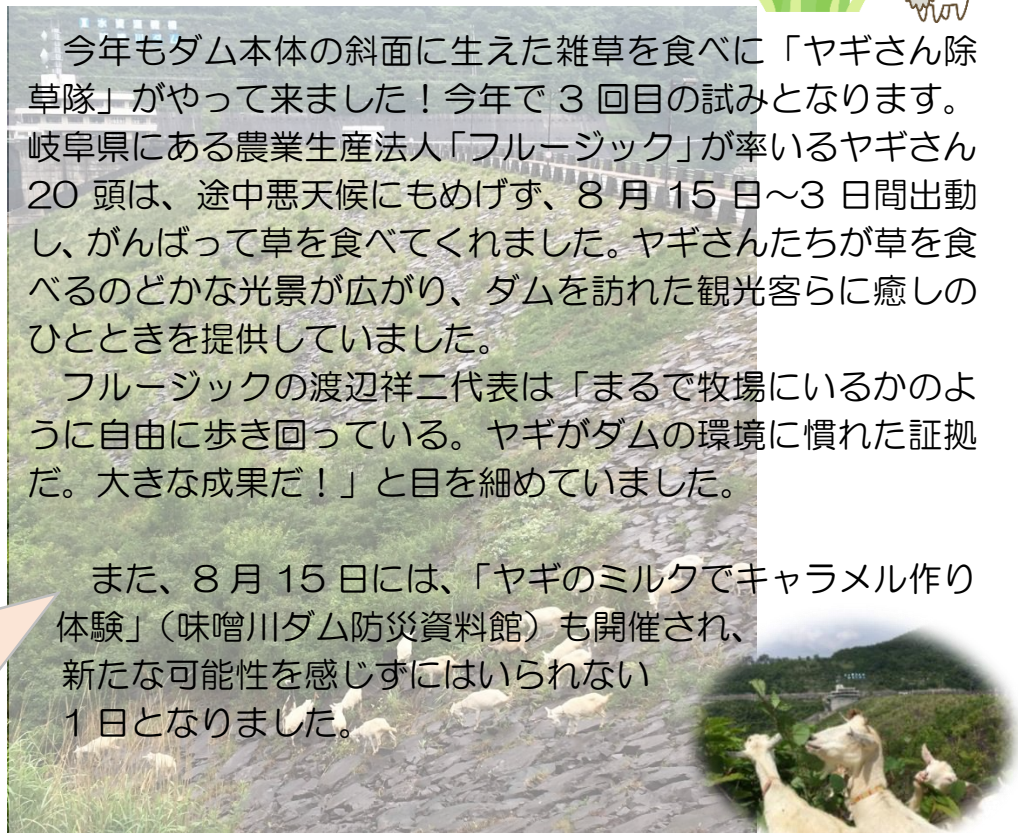 今年もダム本体の斜面に生えた雑草を食べに「ヤギさん除
草隊」がやって来ました！今年で 3 回目の試みとなります。
岐阜県にある農業生産法人「フルージック」が率いるヤギさん
20 頭は、途中悪天候にもめげず、8 月 15 日～3 日間出動
し、がんばって草を食べてくれました。ヤギさんたちが草を食
べるのどかな光景が広がり、ダムを訪れた観光客らに癒しの
ひとときを提供していました。
フルージックの渡辺祥二代表は「まるで牧場にいるかのよ
うに自由に歩き回っている。ヤギがダムの環境に慣れた証拠
だ。大きな成果だ！」と目を細めていました。
また、8 月 15 日には、「ヤギのミルクでキャラメル作り
体験」（味噌川ダム防災資料館）も開催され、
新たな可能性を感じずにはいられない
1 日となりました。